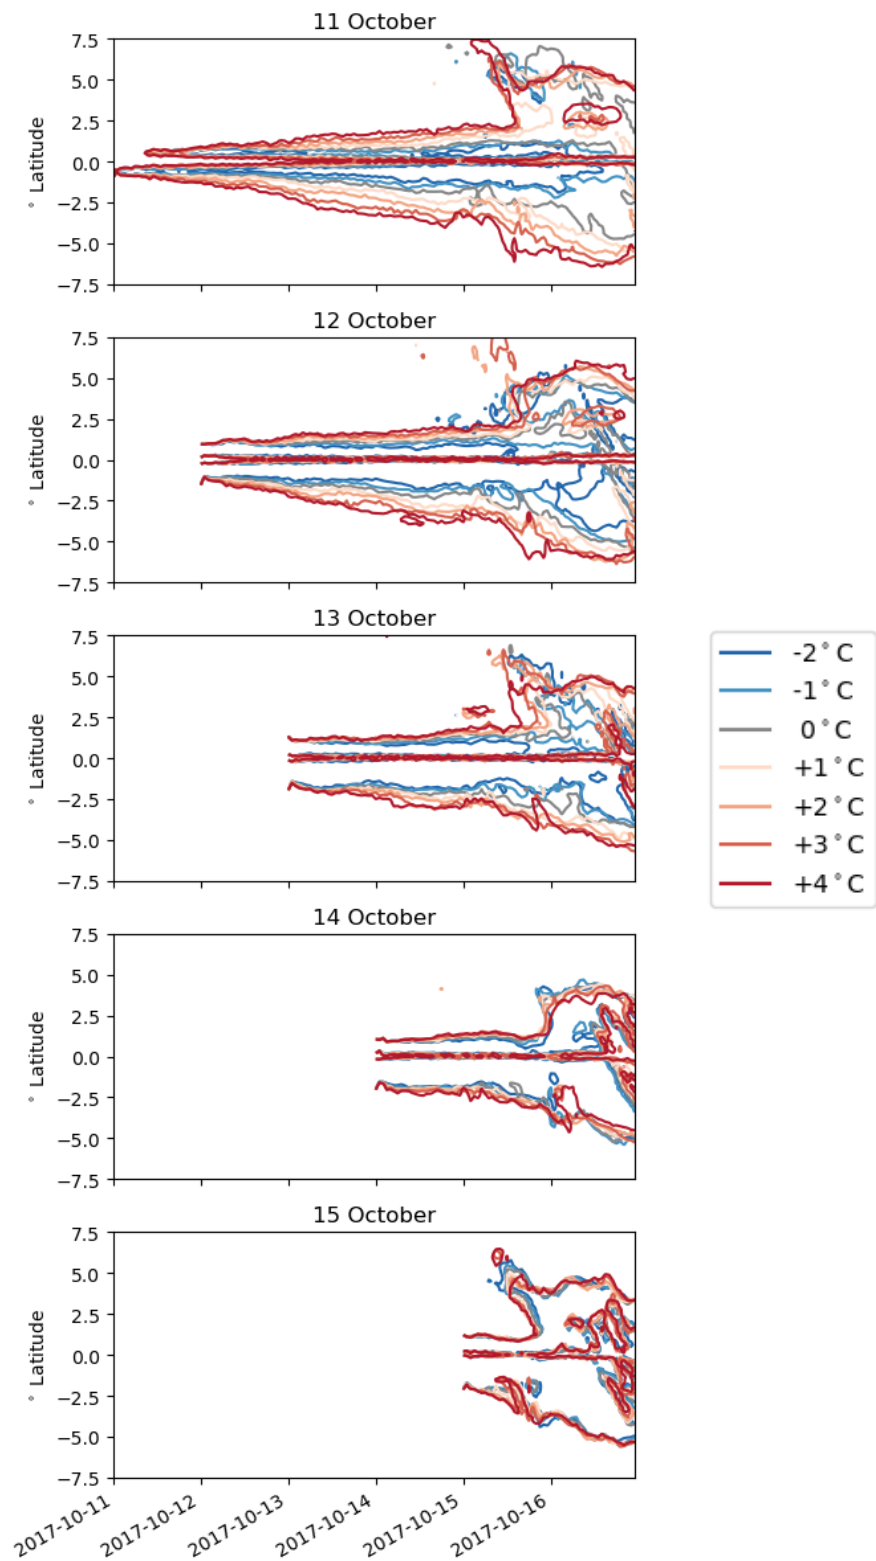 11 October
7.5
5.0
2.5
0.0
−2.5
−5.0
−7.5
° Latitude
12 October
7.5
5.0
2.5
0.0
−2.5
−5.0
−7.5
° Latitude
13 October
7.5
5.0
2.5
0.0
−2.5
−5.0
−7.5
° Latitude
-2°C
-1°C
0°C
+1°C
+2°C
+3°C
+4°C
14 October
7.5
5.0
2.5
0.0
−2.5
−5.0
−7.5
° Latitude
15 October
7.5
5.0
2.5
0.0
−2.5
−5.0
−7.5
° Latitude
2017-10-11
2017-10-12
2017-10-13
2017-10-14
2017-10-15
2017-10-16